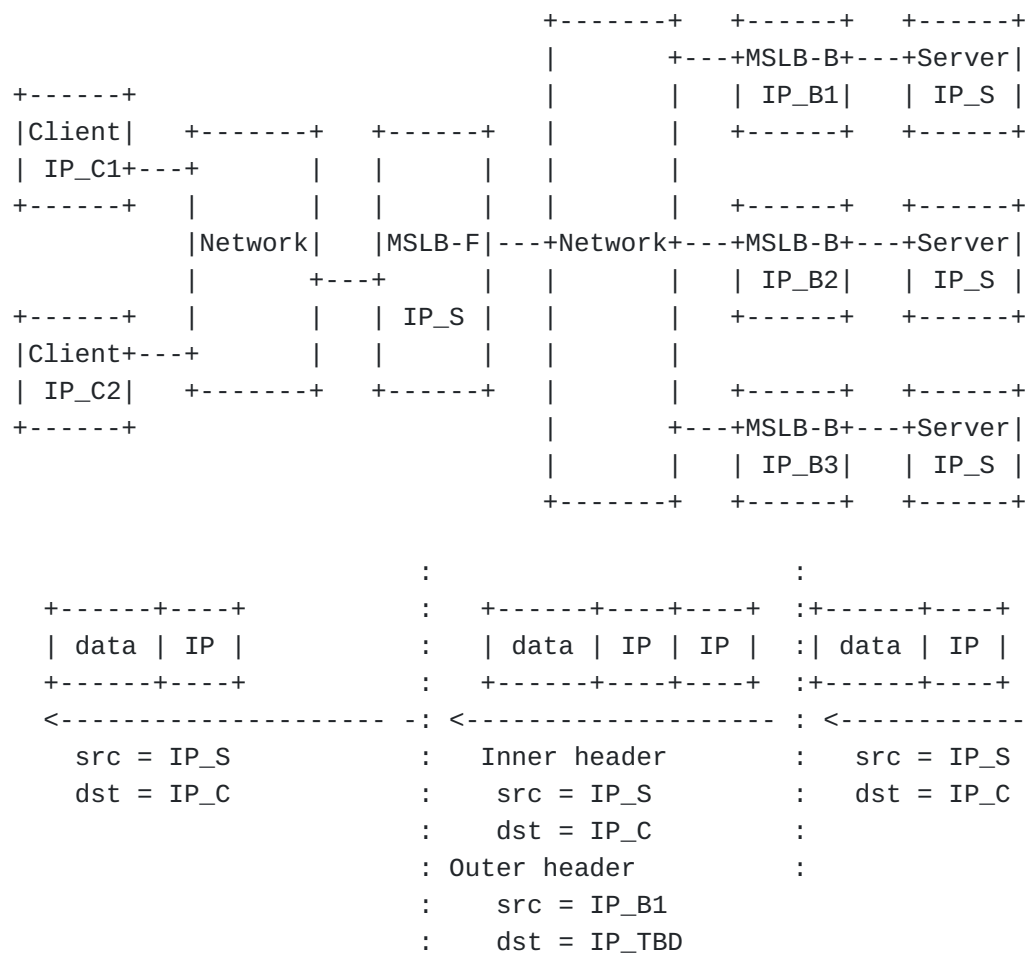 +-------+   +------+   +------+
                                  |       +---+MSLB-B+---+Server|
+------+                          |       |   | IP_B1|   | IP_S |
|Client|   +-------+   +------+   |       |   +------+   +------+
| IP_C1+---+       |   |      |   |       |
+------+   |       |   |      |   |       |   +------+   +------+
           |Network|   |MSLB-F|---+Network+---+MSLB-B+---+Server|
           |       +---+      |   |       |   | IP_B2|   | IP_S |
+------+   |       |   | IP_S |   |       |   +------+   +------+
|Client+---+       |   |      |   |       |
| IP_C2|   +-------+   +------+   |       |   +------+   +------+
+------+                          |       +---+MSLB-B+---+Server|
                                  |       |   | IP_B3|   | IP_S |
                                  +-------+   +------+   +------+

                          :                       :
  +------+----+           :   +------+----+----+  :+------+----+
  | data | IP |           :   | data | IP | IP |  :| data | IP |
  +------+----+           :   +------+----+----+  :+------+----+
  <--------------------- -: <-------------------- : <------------
    src = IP_S            :   Inner header        :   src = IP_S
    dst = IP_C            :    src = IP_S         :   dst = IP_C
                          :    dst = IP_C         :
                          : Outer header          :
                          :    src = IP_B1
                          :    dst = IP_TBD